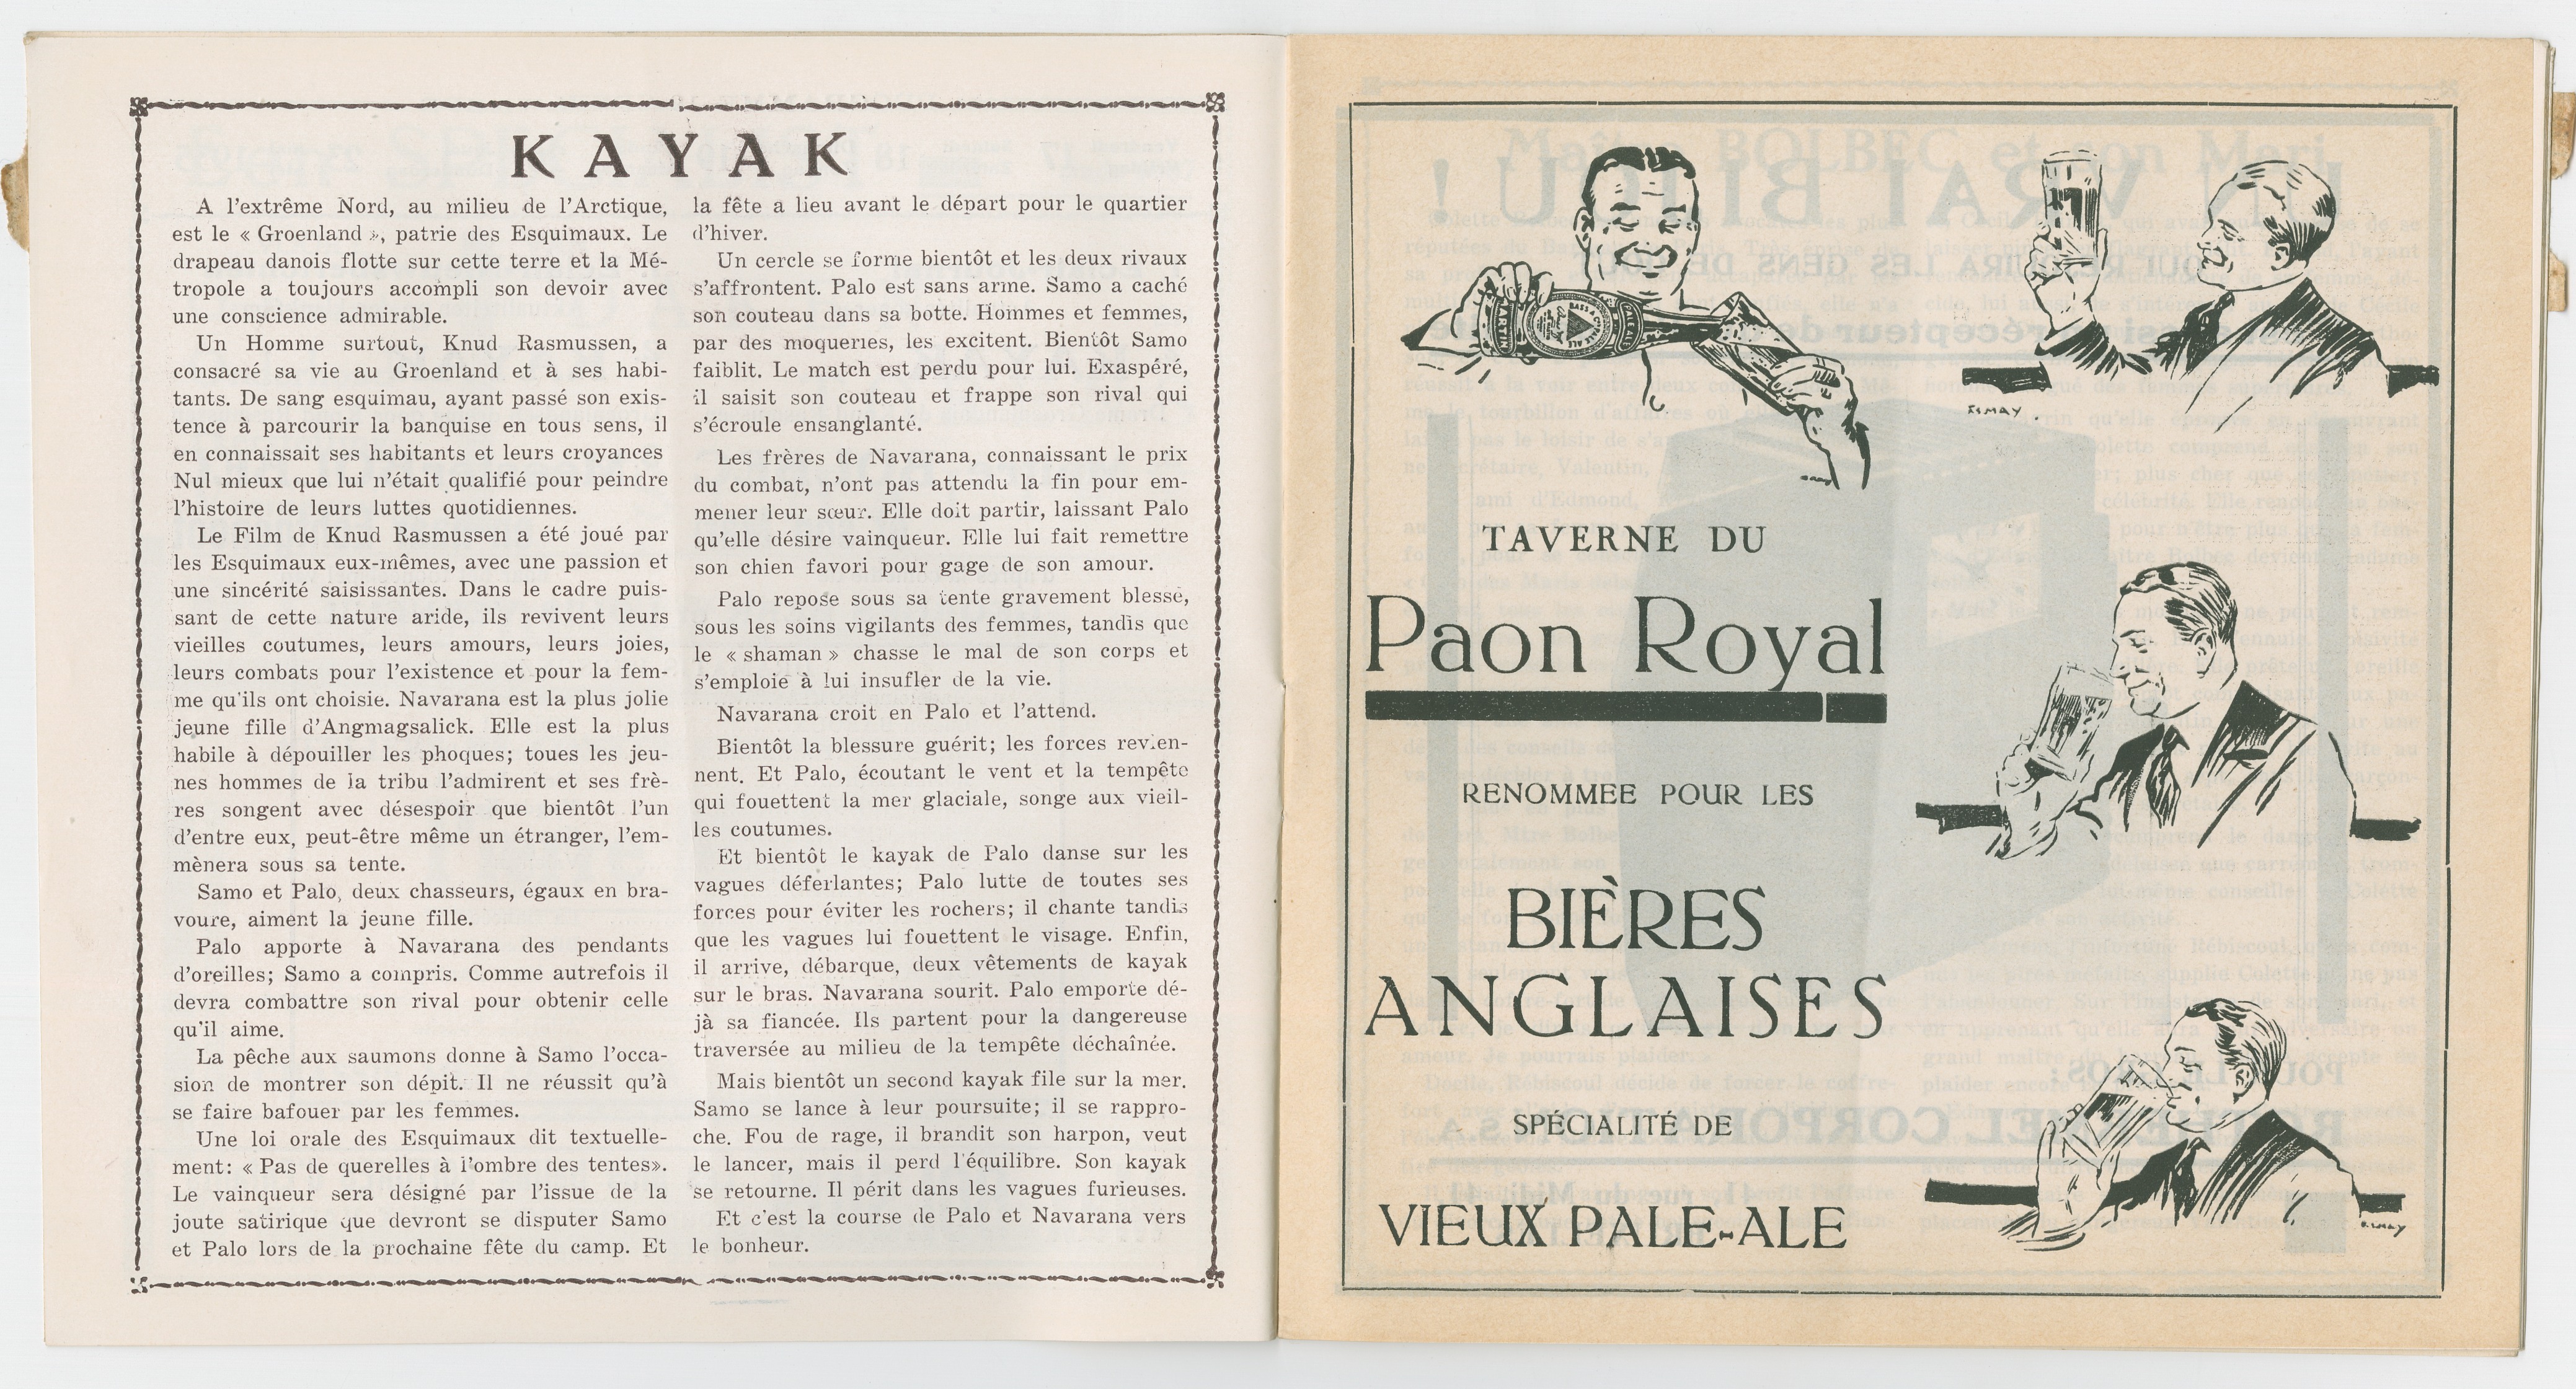 KAYAK
A l'extrême Nord, au milieu de l'Arctique,
est le « Groenland », patrie des Esquimaux. Le
drapeau danois flotte sur cette terre et la Mé-
tropole a toujours accompli son devoir avec
une conscience admirable.
Un Homme surtout, Knud Rasmussen, a
consacré sa vie au Groenland et à ses habi-
tants. De sang esquimau, ayant passé son exis-
tence à parcourir la banquise en tous sens, il
en connaissait ses habitants et leurs croyances
Nul mieux que lui n'était qualifié pour peindre
l'histoire de leurs luttes quotidiennes.
Le Film de Knud Rasmussen a été joué par
les Esquimaux eux-mêmes, avec une passion et
une sincérité saisissantes. Dans le cadre puis-
sant de cette nature aride, ils revivent leurs
vieilles coutumes, leurs amours, leurs joies,
leurs combats pour l'existence et pour la fem-
me qu'ils ont choisie. Navarana est la plus jolie
jeune fille d'Angmagsalick. Elle est la plus
habile à dépouiller les phoques; toues les jeu-
nes hommes de la tribu l'admirent et ses frè-
res songent avec désespoir que bientôt l'un
d'entre eux, peut-être même un étranger, l'em-
mènera sous sa tente.
Samo et Palo, deux chasseurs, égaux en bra-
voure, aiment la jeune fille.
Palo apporte à Navarana des pendants
d'oreilles; Samo a compris. Comme autrefois il
devra combattre son rival pour obtenir celle
qu'il aime.
La pêche aux saumons donne à Samo l'occa-
sion de montrer son dépit. Il ne réussit qu'à
se faire bafouer par les femmes.
Une loi orale des Esquimaux dit textuelle-
ment: « Pas de querelles à l'ombre des tentes».
Le vainqueur sera désigné par l'issue de la
joute satirique que devront se disputer Samo
et Palo lors de la prochaine fête du camp. Et
la fête a lieu avant le départ pour le quartier
d'hiver.
Un cercle se forme bientôt et les deux rivaux
s'affrontent. Palo est sans arme. Samo a caché
son couteau dans sa botte. Hommes et femmes,
par des moqueries, les excitent. Bientôt Samo
faiblit. Le match est perdu pour lui. Exaspéré,
il saisit son couteau et frappe son rival qui
s'écroule ensanglanté.
Les frères de Navarana, connaissant le prix
du combat, n'ont pas attendu la fin pour em-
mener leur sœur. Elle doit partir, laissant Palo
qu'elle désire vainqueur. Elle lui fait remettre
son chien favori pour gage de son amour.
Palo repose sous sa tente gravement blessé,
sous les soins vigilants des femmes, tandis que
le « shaman » chasse le mal de son corps et
s'emploie à lui insufler de la vie.
Navarana croit en Palo et l'attend.
Bientôt la blessure guérit; les forces revien-
nent. Et Palo, écoutant le vent et la tempête
qui fouettent la mer glaciale, songe aux vieil-
les coutumes.
Et bientôt le kayak de Palo danse sur les
vagues déferlantes; Palo lutte de toutes ses
forces pour éviter les rochers; il chante tandis
que les vagues lui fouettent le visage. Enfin,
il arrive, débarque, deux vêtements de kayak
sur le bras. Navarana sourit. Palo emporte dé-
jà sa fiancée. Ils partent pour la dangereuse
traversée au milieu de la tempête déchaînée.
Mais bientôt un second kayak file sur la mer.
Samo se lance à leur poursuite; il se rappro-
che. Fou de rage, il brandit son harpon, veut
le lancer, mais il perd l'équilibre. Son kayak
se retourne. Il périt dans les vagues furieuses.
Et c'est la course de Palo et Navarana vers
le bonheur.
TAVERNE DU
Paon Royal
RENOMMEE POUR LES
BIÈRES
ANGLAISES
SPÉCIALITÉ DE
VIEUX PALE-ALE